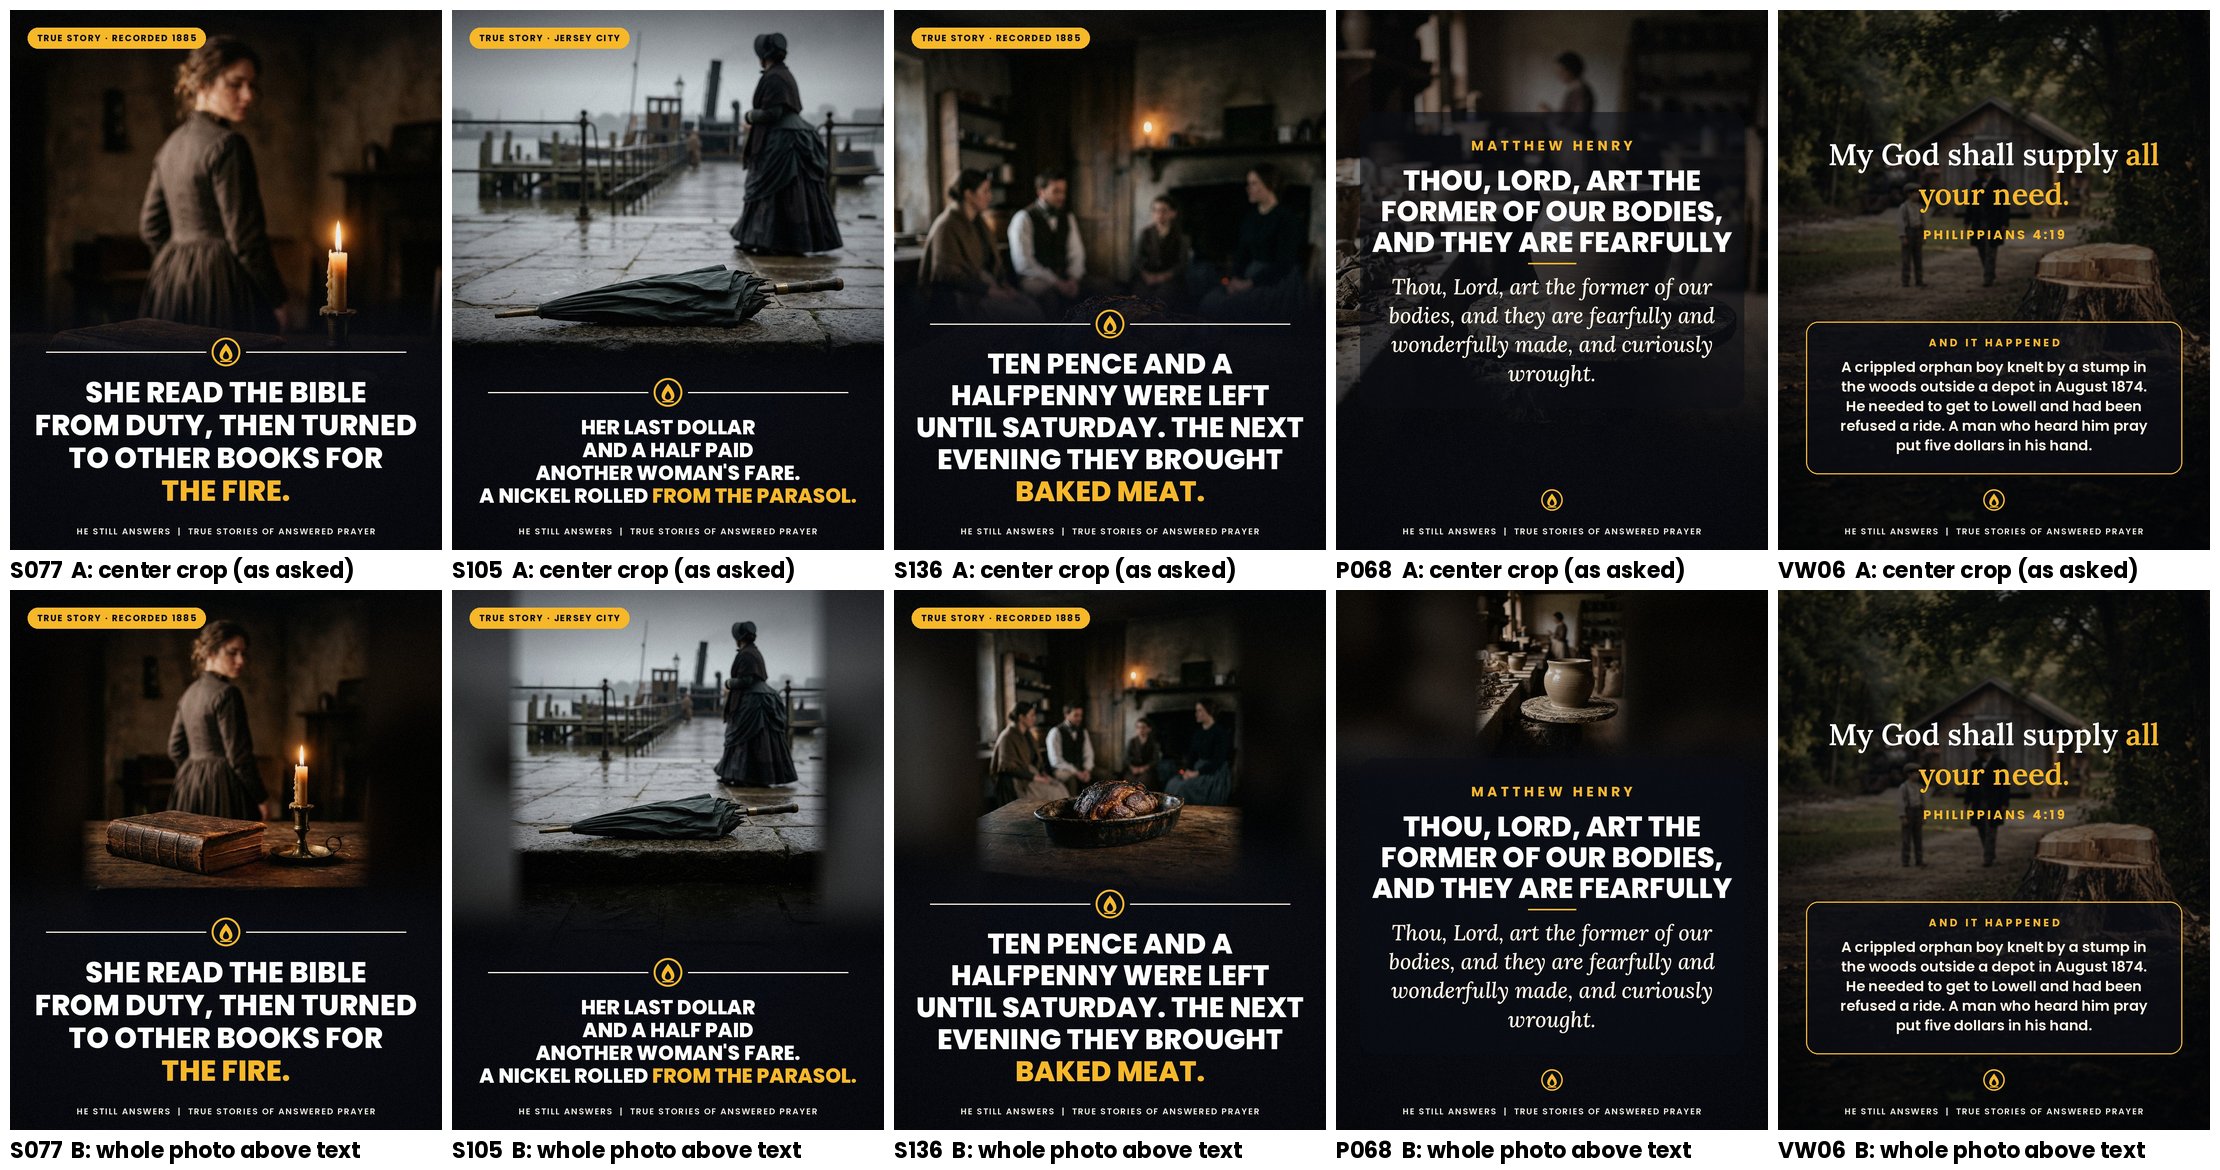 TRUE STORY · RECORDED 1885
SHE READ THE BIBLE
FROM DUTY, THEN TURNED
TO OTHER BOOKS FOR
THE FIRE.
HE STILL ANSWERS | TRUE STORIES OF ANSWERED PRAYER
S077 A: center crop (as asked)
TRUE STORY · JERSEY CITY
HER LAST DOLLAR
AND A HALF PAID
ANOTHER WOMAN'S FARE.
A NICKEL ROLLED FROM THE PARASOL.
HE STILL ANSWERS | TRUE STORIES OF ANSWERED PRAYER
S105 A: center crop (as asked)
TRUE STORY · RECORDED 1885
TEN PENCE AND A
HALFPENNY WERE LEFT
UNTIL SATURDAY. THE NEXT
EVENING THEY BROUGHT
BAKED MEAT.
HE STILL ANSWERS | TRUE STORIES OF ANSWERED PRAYER
S136 A: center crop (as asked)
MATTHEW HENRY
THOU, LORD, ART THE
FORMER OF OUR BODIES,
AND THEY ARE FEARFULLY
Thou, Lord, art the former of our
bodies, and they are fearfully and
wonderfully made, and curiously
wrought.
HE STILL ANSWERS | TRUE STORIES OF ANSWERED PRAYER
P068 A: center crop (as asked)
My God shall supply all
your need.
PHILIPPIANS 4:19
AND IT HAPPENED
A crippled orphan boy knelt by a stump in
the woods outside a depot in August 1874.
He needed to get to Lowell and had been
refused a ride. A man who heard him pray
put five dollars in his hand.
HE STILL ANSWERS | TRUE STORIES OF ANSWERED PRAYER
VW06 A: center crop (as asked)
TRUE STORY · RECORDED 1885
SHE READ THE BIBLE
FROM DUTY, THEN TURNED
TO OTHER BOOKS FOR
THE FIRE.
HE STILL ANSWERS | TRUE STORIES OF ANSWERED PRAYER
S077 B: whole photo above text
TRUE STORY · JERSEY CITY
HER LAST DOLLAR
AND A HALF PAID
ANOTHER WOMAN'S FARE.
A NICKEL ROLLED FROM THE PARASOL.
HE STILL ANSWERS | TRUE STORIES OF ANSWERED PRAYER
S105 B: whole photo above text
TRUE STORY · RECORDED 1885
TEN PENCE AND A
HALFPENNY WERE LEFT
UNTIL SATURDAY. THE NEXT
EVENING THEY BROUGHT
BAKED MEAT.
HE STILL ANSWERS | TRUE STORIES OF ANSWERED PRAYER
S136 B: whole photo above text
MATTHEW HENRY
THOU, LORD, ART THE
FORMER OF OUR BODIES,
AND THEY ARE FEARFULLY
Thou, Lord, art the former of our
bodies, and they are fearfully and
wonderfully made, and curiously
wrought.
HE STILL ANSWERS | TRUE STORIES OF ANSWERED PRAYER
P068 B: whole photo above text
My God shall supply all
your need.
PHILIPPIANS 4:19
AND IT HAPPENED
A crippled orphan boy knelt by a stump in
the woods outside a depot in August 1874.
He needed to get to Lowell and had been
refused a ride. A man who heard him pray
put five dollars in his hand.
HE STILL ANSWERS | TRUE STORIES OF ANSWERED PRAYER
VW06 B: whole photo above text